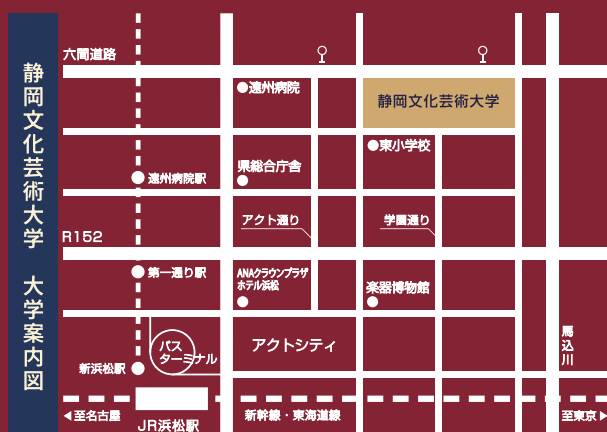 静岡文化芸術大学 大学案内図
六間道路
遠州病院
静岡文化芸術大学
東小学校
県総合庁舎
遠州病院駅
アクト通り
学園通り
R152
第一通り駅
ANAクラウンプラザ
ホテル浜松
楽器博物館
バス
ターミナル
アクトシティ
馬込川
新浜松駅
至名古屋
JR浜松駅
新幹線・東海道線
至東京